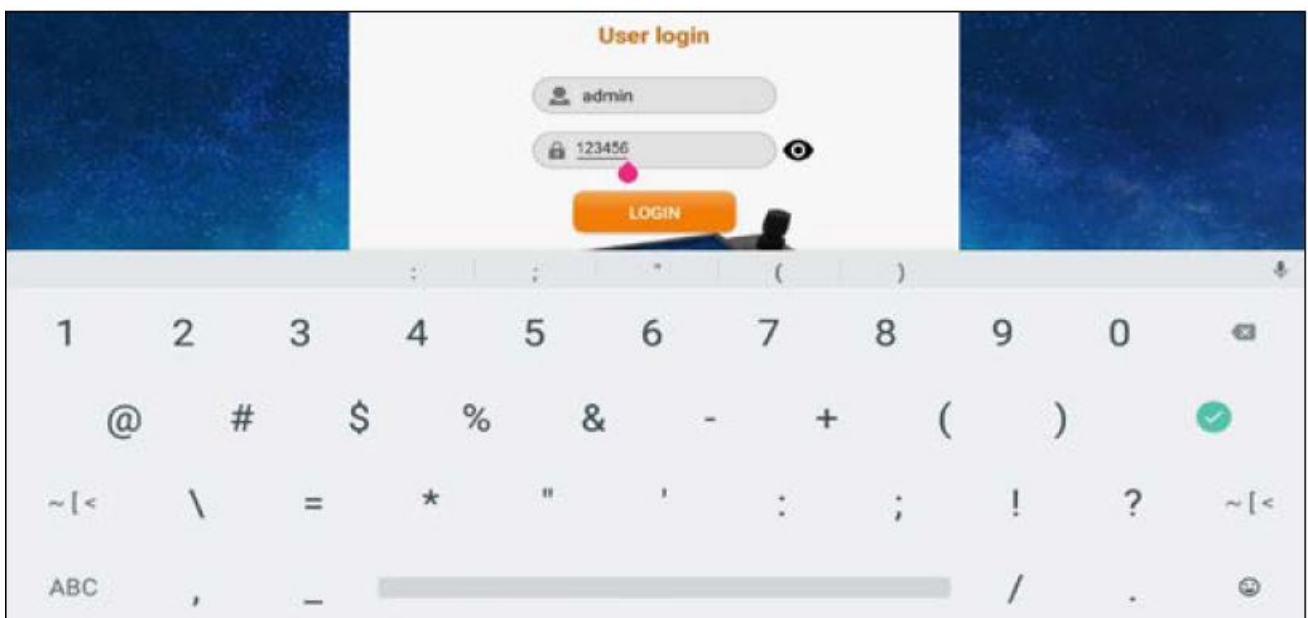 User login
admin
123456
LOGIN
: ; " ( )
1 2 3 4 5 6 7 8 9 0
@ # $ % & - + ( )
~ [ < \ = * " ' : ; ! ? ~ [ <
ABC , _ / .